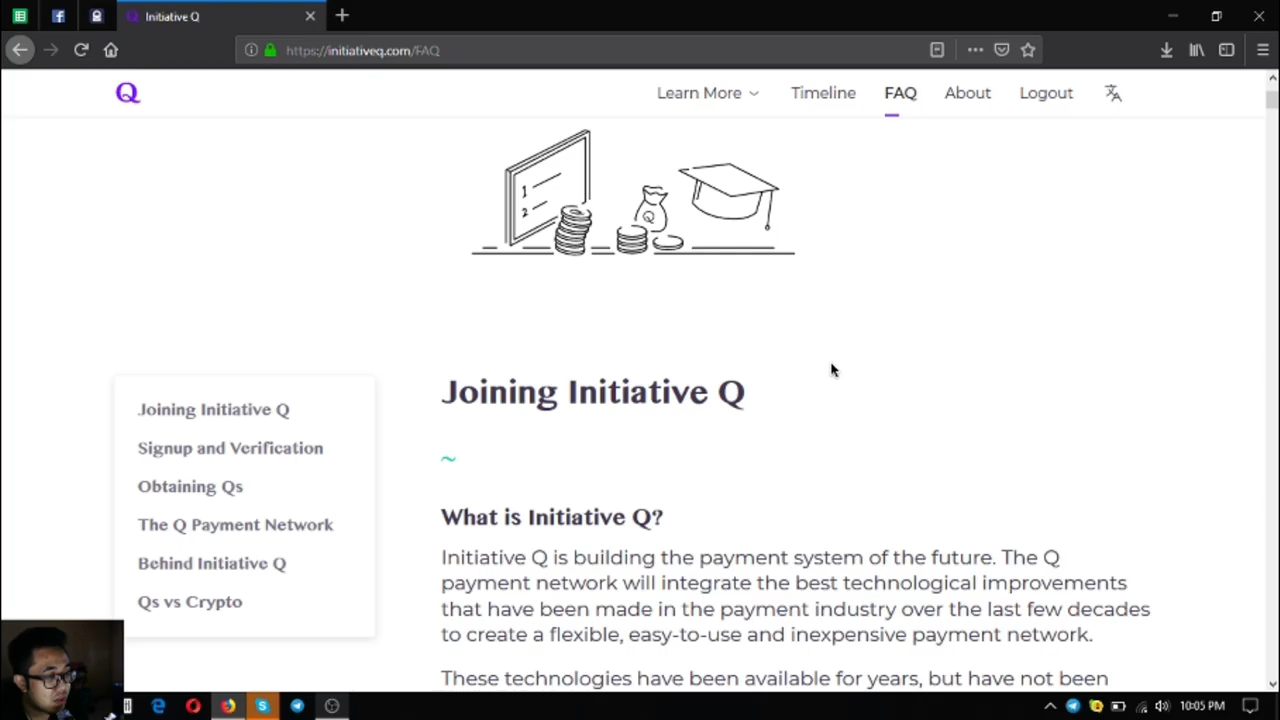 Initiative Q
https://initiativeq.com/FAQ
Q
Learn More
Timeline
FAQ
About
Logout
1
2
Q
Joining Initiative Q
Signup and Verification
Obtaining Qs
The Q Payment Network
Behind Initiative Q
Qs vs Crypto
Joining Initiative Q
~
What is Initiative Q?
Initiative Q is building the payment system of the future. The Q
payment network will integrate the best technological improvements
that have been made in the payment industry over the last few decades
to create a flexible, easy-to-use and inexpensive payment network.
These technologies have been available for years, but have not been
10:05 PM